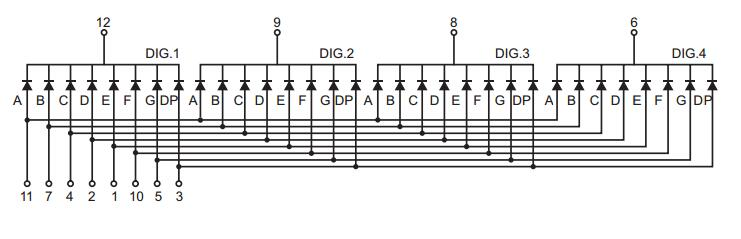 12 9 8 6
DIG.1 DIG.2 DIG.3 DIG.4
A B C D E F G DP A B C D E F G DP A B C D E F G DP A B C D E F G DP
11 7 4 2 1 10 5 3